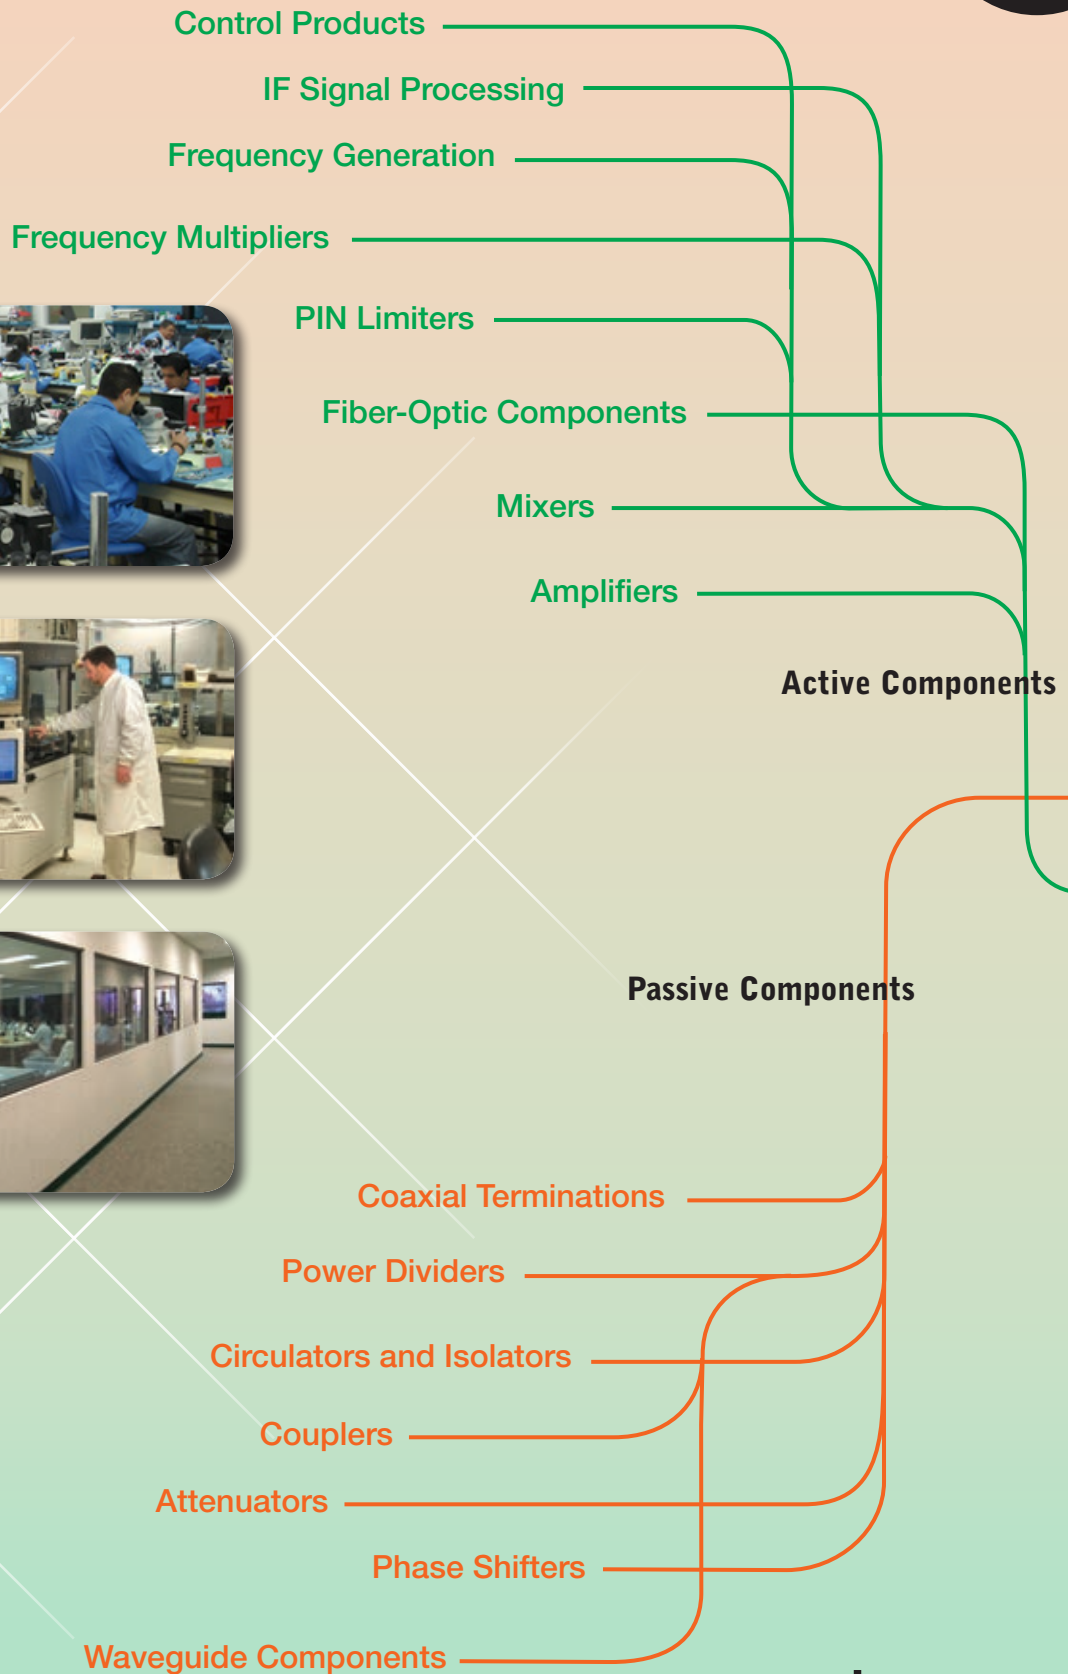 Control Products
IF Signal Processing
Frequency Generation
Frequency Multipliers
PIN Limiters
Fiber-Optic Components
Mixers
Amplifiers
Active Components
Passive Components
Coaxial Terminations
Power Dividers
Circulators and Isolators
Couplers
Attenuators
Phase Shifters
Waveguide Components